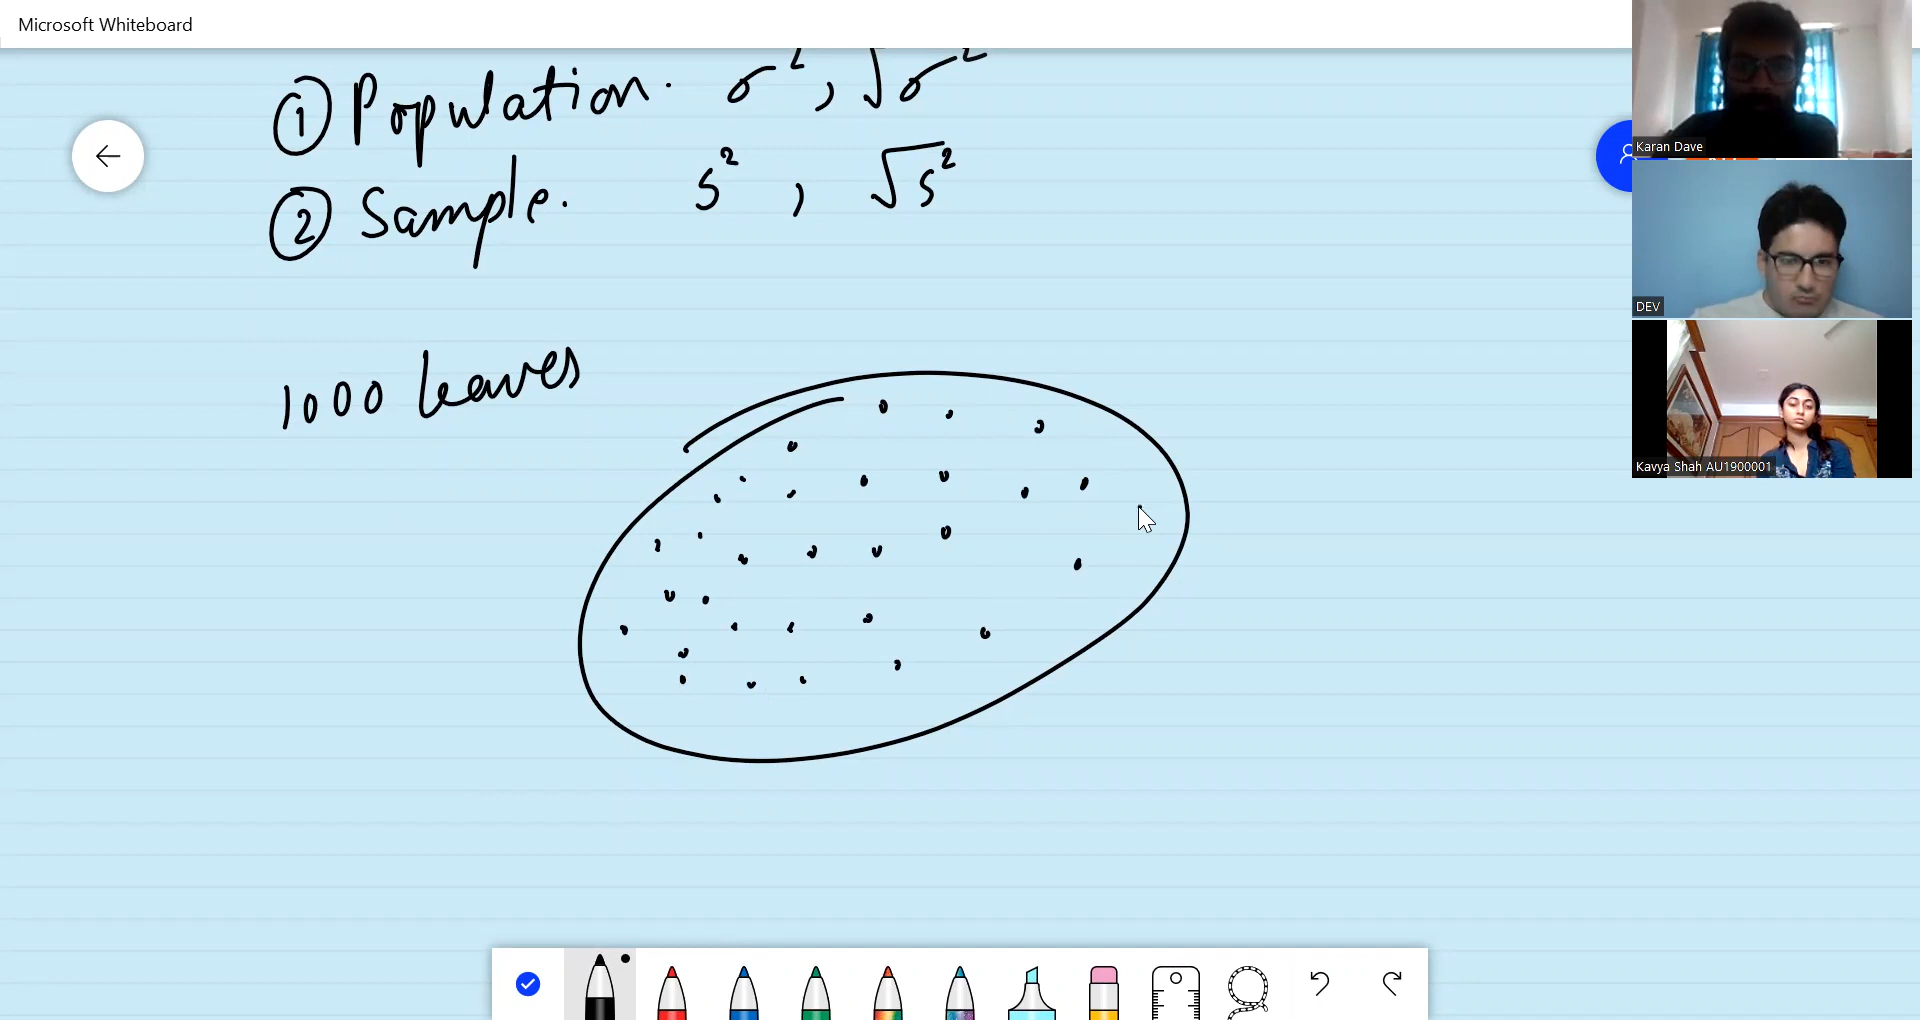 Microsoft Whiteboard
① Population. σ², √σ²
② Sample. s², √s²
1000 leaves
Karan Dave
DEV
Kavya Shah AU1900001